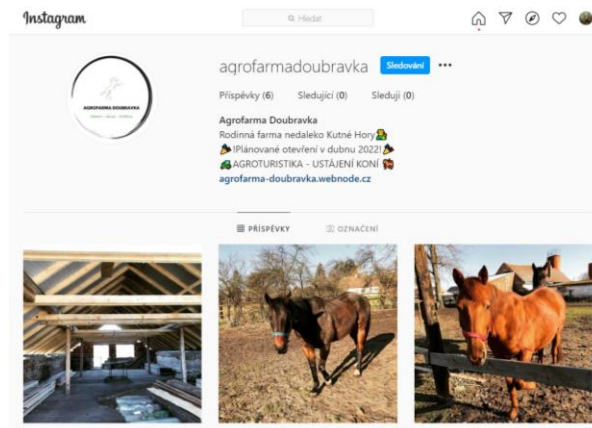 Instagram
Hledat
agrofarmadoubravka Sledování
Příspěvky (6) Sledující (0) Sleduji (0)
Agrofarma Doubravka
Rodinná farma nedaleko Kutné Hory
!Plánované otevření v dubnu 2022!
AGROTURISTIKA - USTÁJENÍ KONÍ
agrofarma-doubravka.webnode.cz
AGROFARMA DOUBRAVKA
PŘÍSPĚVKY OZNAČENÍ